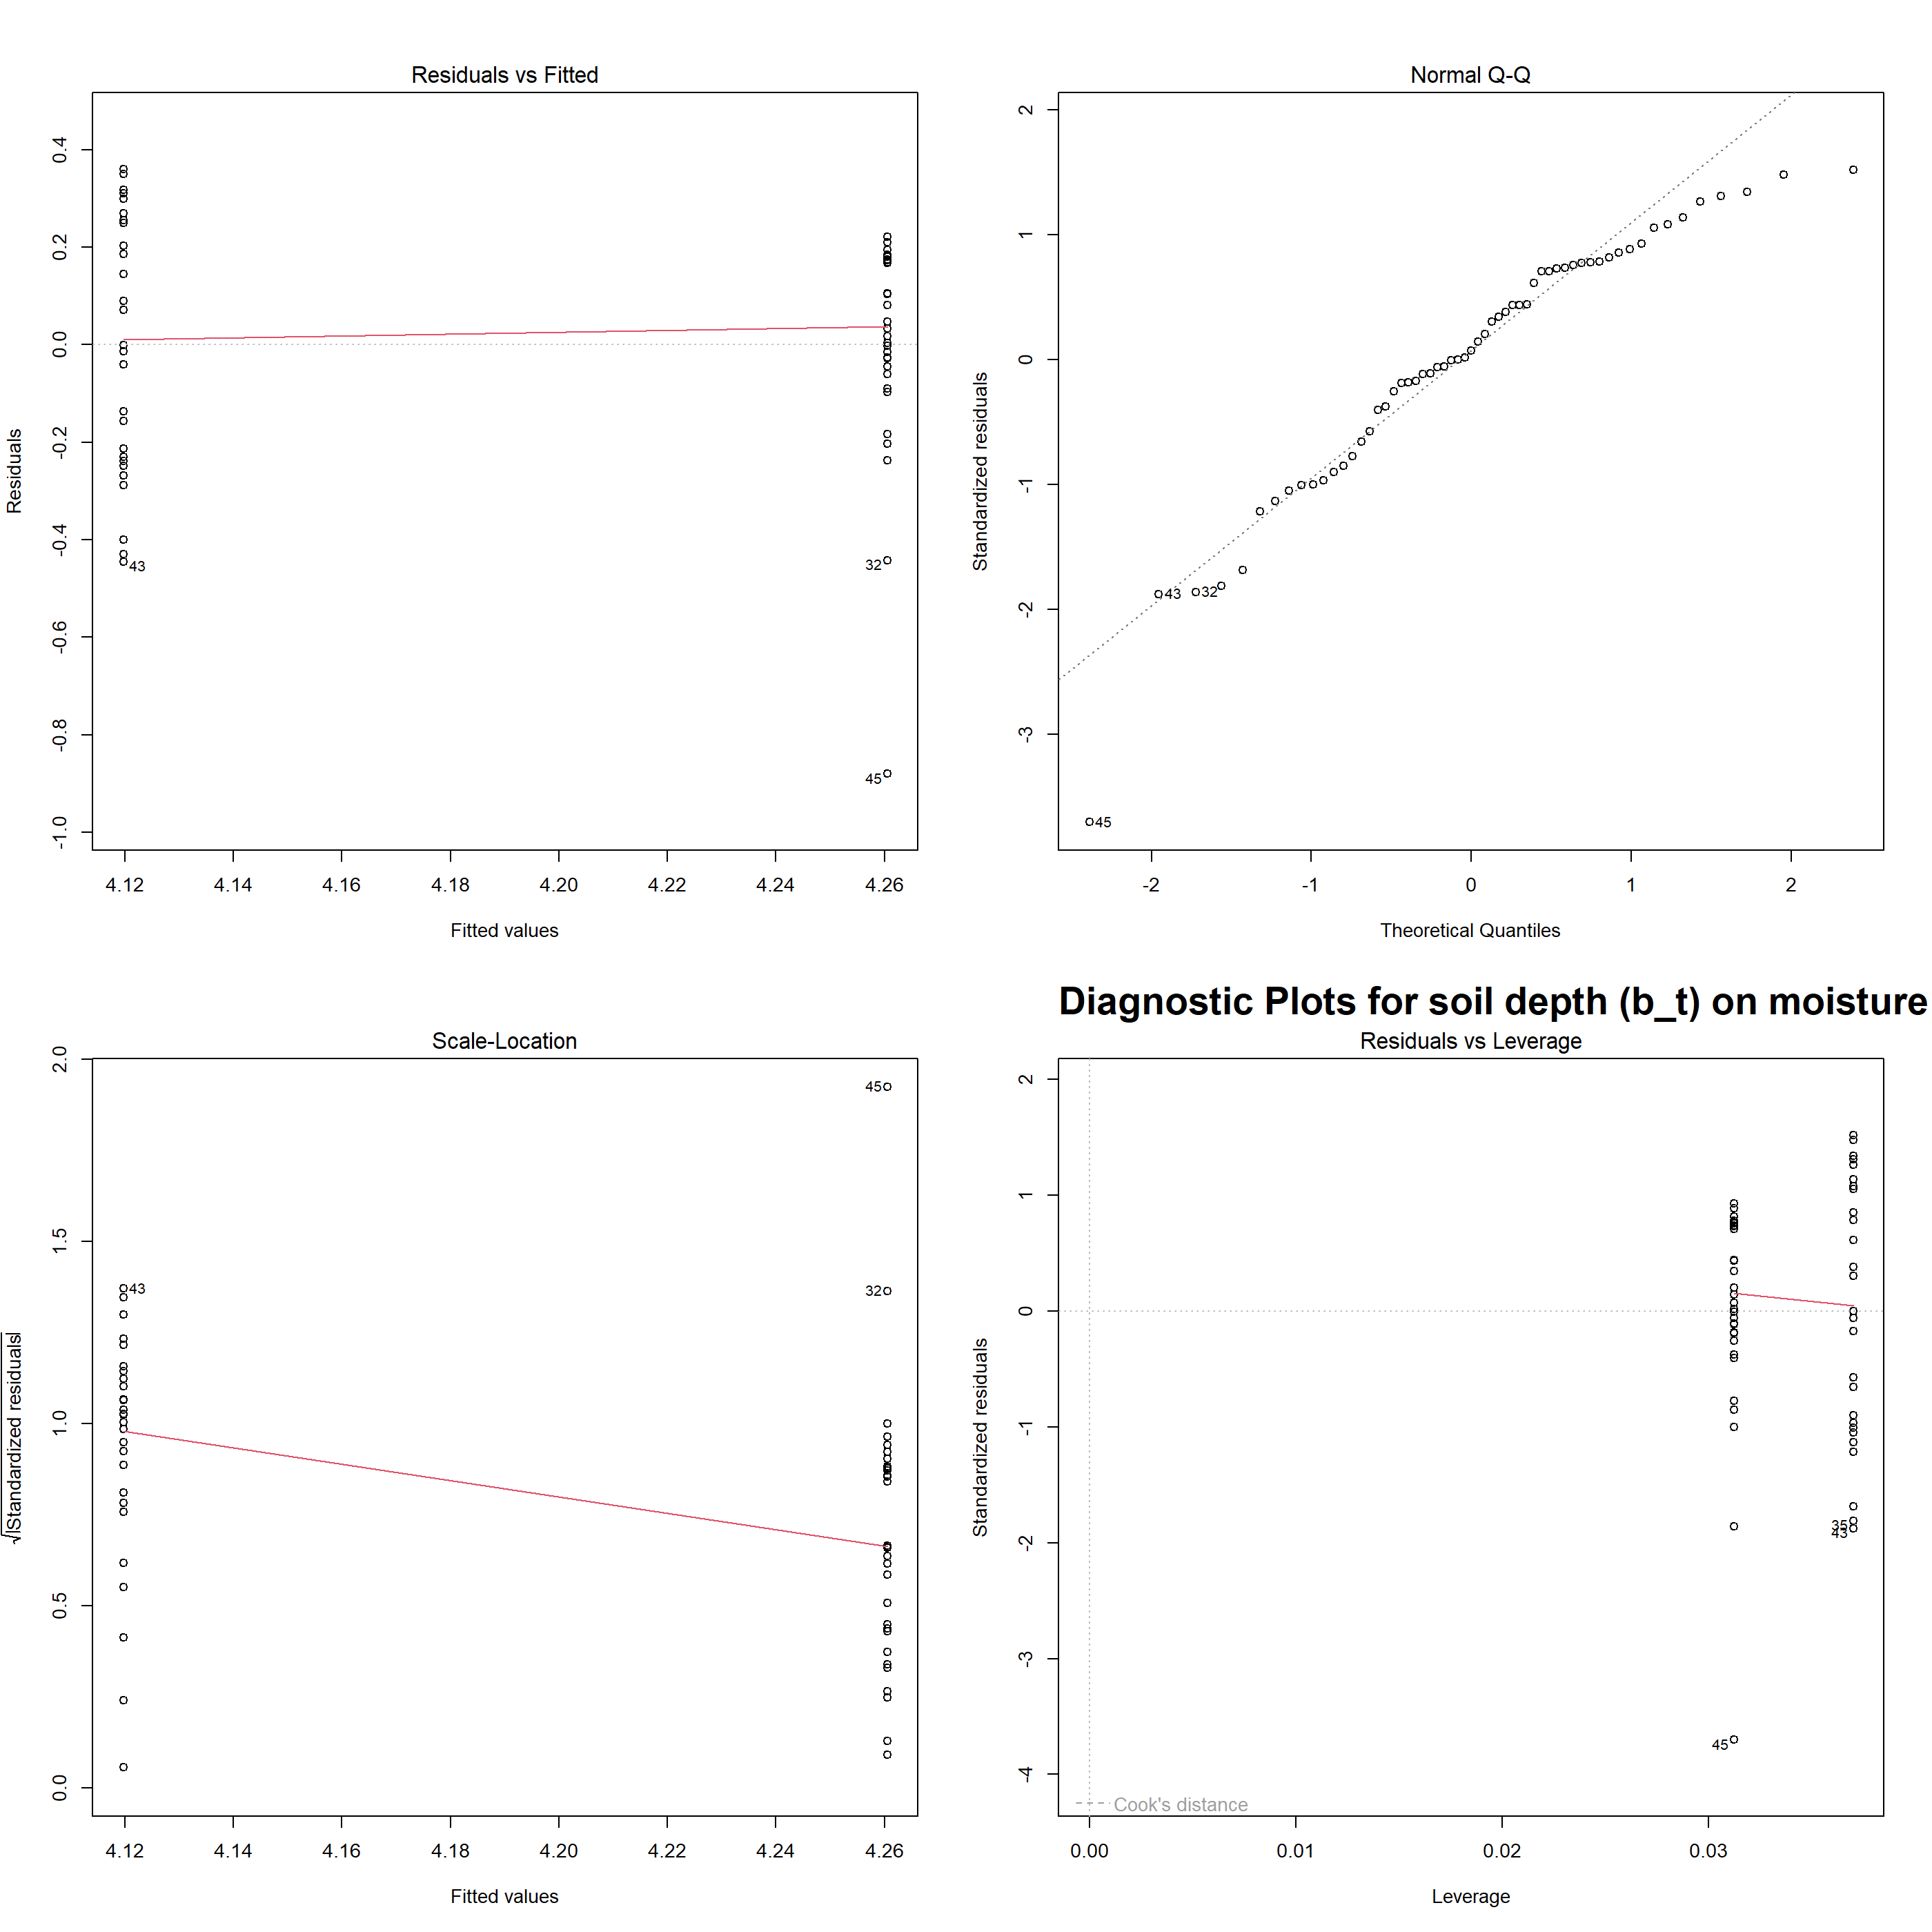 Residuals vs Fitted
Residuals
0.4
0.2
0.0
-0.2
-0.4
-0.6
-0.8
-1.0
43
32
45
4.12 4.14 4.16 4.18 4.20 4.22 4.24 4.26
Fitted values
Normal Q-Q
Standardized residuals
2
1
0
-1
-2
-3
43
32
45
-2 -1 0 1 2
Theoretical Quantiles
Scale-Location
√|Standardized residuals|
2.0
1.5
1.0
0.5
0.0
45
43
32
4.12 4.14 4.16 4.18 4.20 4.22 4.24 4.26
Fitted values
Diagnostic Plots for soil depth (b_t) on moisture
Residuals vs Leverage
Standardized residuals
2
1
0
-1
-2
-3
-4
35
43
45
Cook's distance
0.00 0.01 0.02 0.03
Leverage